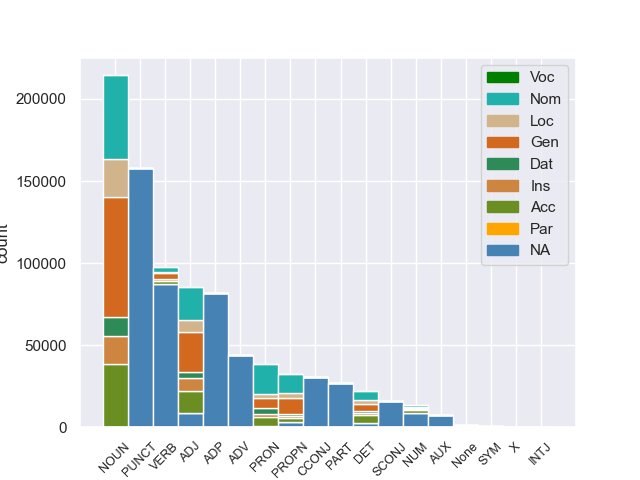 200000
150000
100000
50000
0
count
Voc
Nom
Loc
Gen
Dat
Ins
Acc
Par
NA
NOUN
PUNCT
VERB
ADJ
ADP
ADV
PRON
PROPN
CCONJ
PART
DET
SCONJ
NUM
AUX
None
SYM
X
INTJ